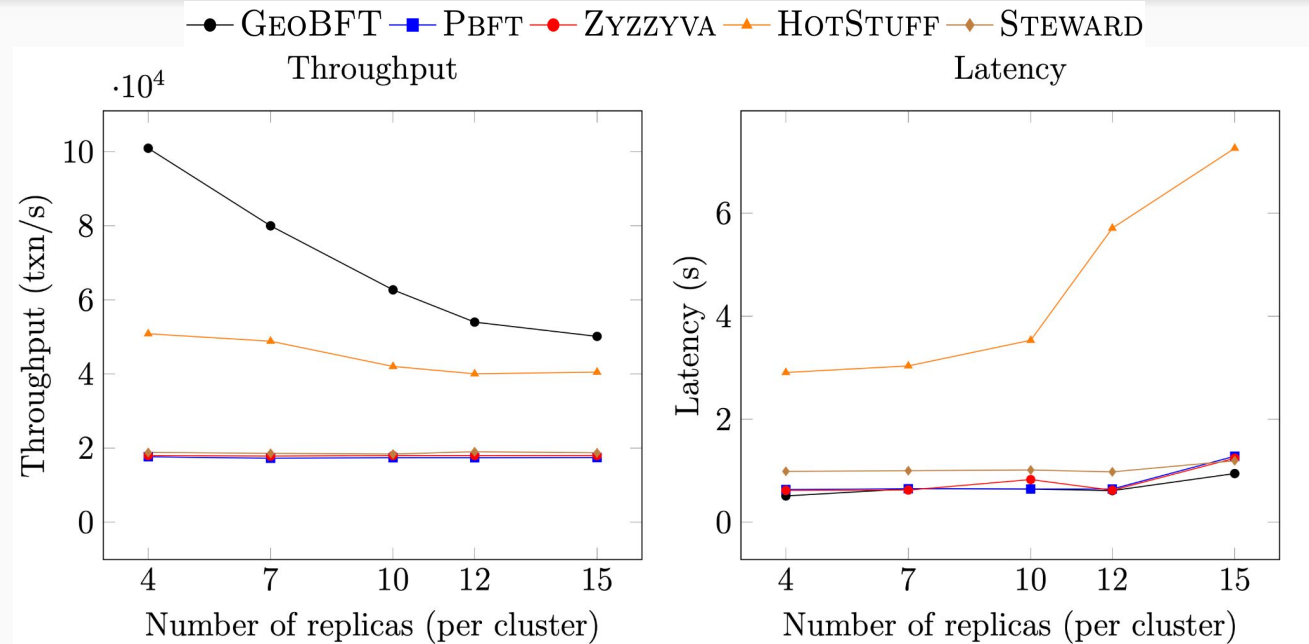 GEOBFT PBFT ZYZZYVA HOTSTUFF STEWARD
Throughput
·10⁴
10
8
6
4
2
0
Throughput (txn/s)
4 7 10 12 15
Number of replicas (per cluster)
Latency
6
4
2
0
Latency (s)
4 7 10 12 15
Number of replicas (per cluster)